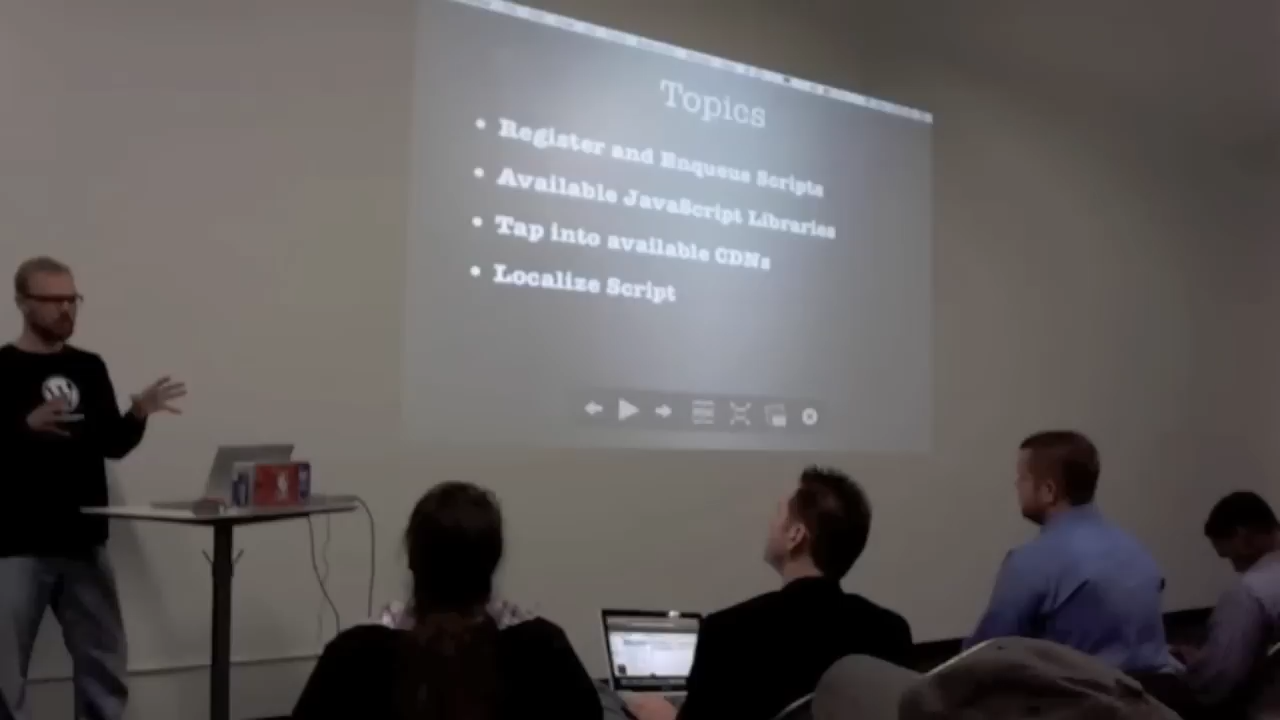 Topics
• Register and Enqueue Scripts
• Available JavaScript Libraries
• Tap into available CDNs
• Localize Script